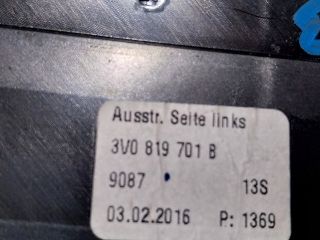 Ausstr. Seite links
3V0 819 701 B
9087 13S
03.02.2016 P.: 1369